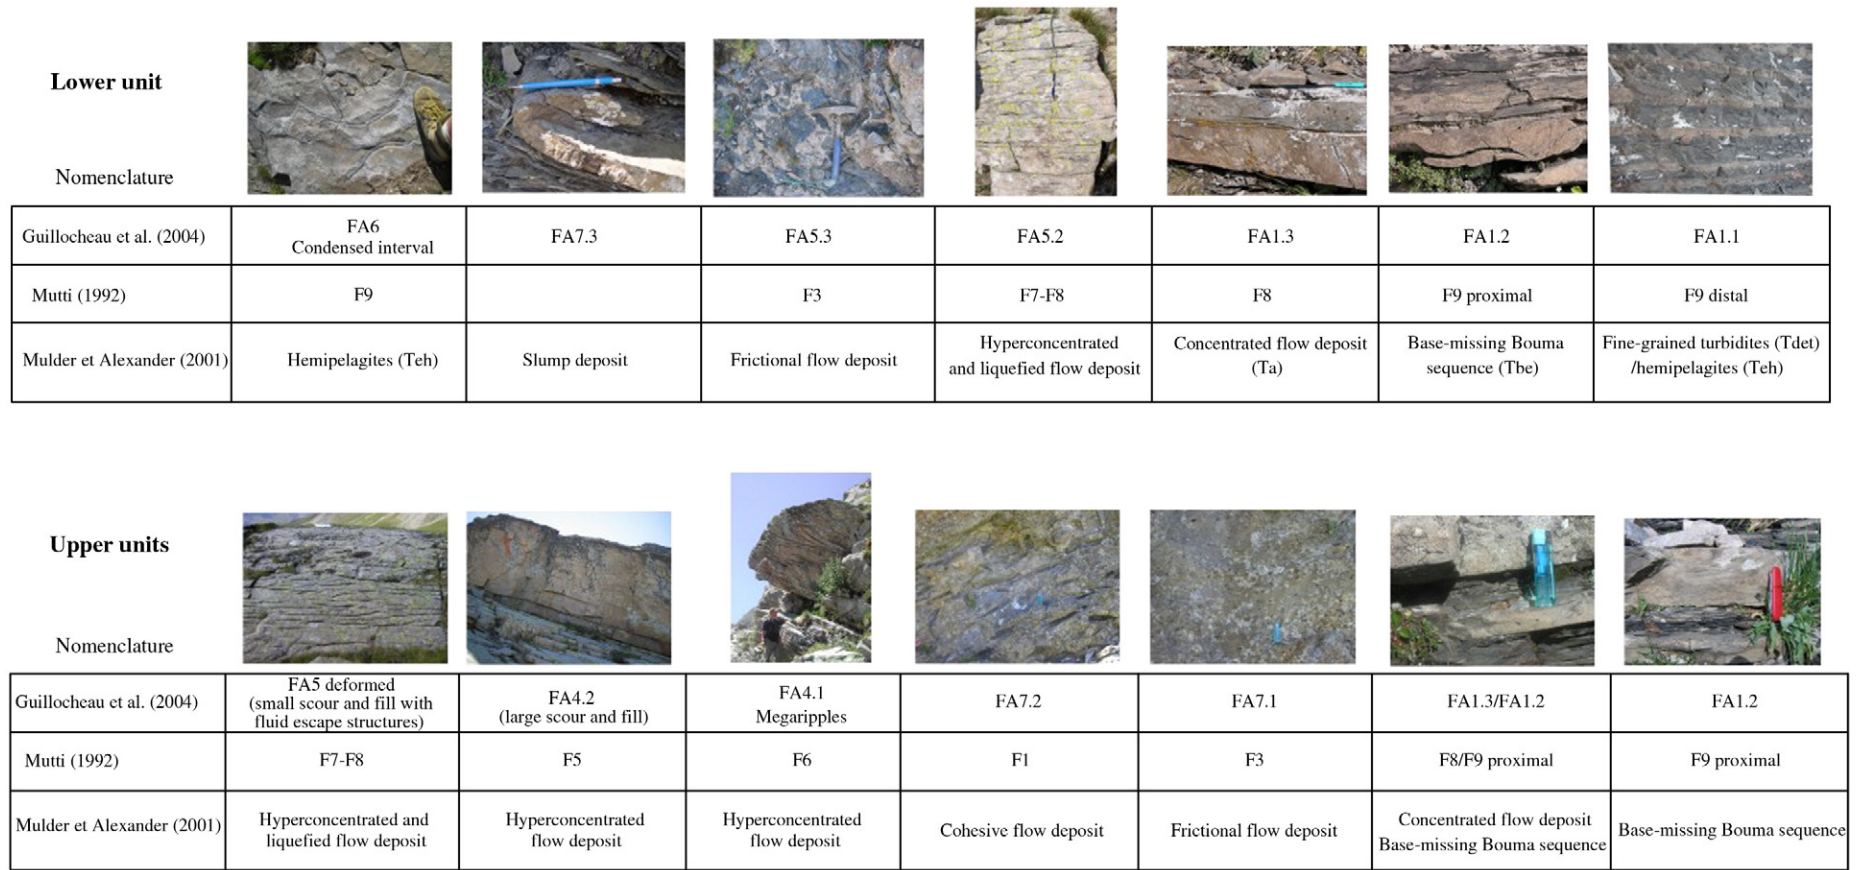 Lower unit
Nomenclature
Guillocheau et al. (2004)
FA6
Condensed interval
FA7.3
FA5.3
FA5.2
FA1.3
FA1.2
FA1.1
Mutti (1992)
F9
F3
F7-F8
F8
F9 proximal
F9 distal
Mulder et Alexander (2001)
Hemipelagites (Teh)
Slump deposit
Frictional flow deposit
Hyperconcentrated
and liquefied flow deposit
Concentrated flow deposit
(Ta)
Base-missing Bouma
sequence (Tbe)
Fine-grained turbidites (Tdet)
/hemipelagites (Teh)
Upper units
Nomenclature
Guillocheau et al. (2004)
FA5 deformed
(small scour and fill with
fluid escape structures)
FA4.2
(large scour and fill)
FA4.1
Megaripples
FA7.2
FA7.1
FA1.3/FA1.2
FA1.2
Mutti (1992)
F7-F8
F5
F6
F1
F3
F8/F9 proximal
F9 proximal
Mulder et Alexander (2001)
Hyperconcentrated and
liquefied flow deposit
Hyperconcentrated
flow deposit
Hyperconcentrated
flow deposit
Cohesive flow deposit
Frictional flow deposit
Concentrated flow deposit
Base-missing Bouma sequence
Base-missing Bouma sequence